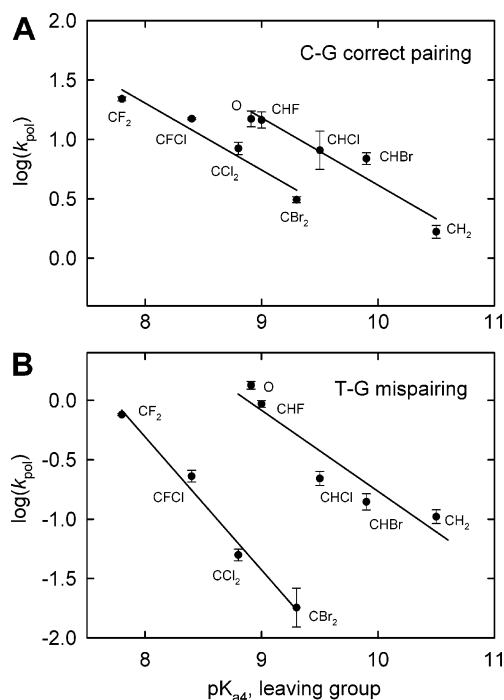 A
C-G correct pairing
log(kpol)
2.0
1.5
1.0
0.5
0.0
CF2
CFCl
O
CHF
CCl2
CHCl
CHBr
CBr2
CH2
8
9
10
11
B
T-G mispairing
log(kpol)
0.0
-0.5
-1.0
-1.5
-2.0
CF2
O
CHF
CFCl
CHCl
CHBr
CH2
CCl2
CBr2
8
9
10
11
pKa4, leaving group